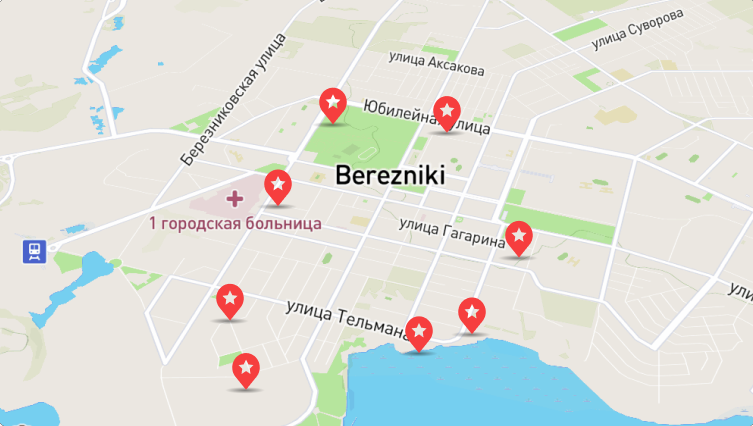 улица Суворова
улица Аксакова
Березниковская улица
Юбилейная улица
Berezniki
1 городская больница
улица Гагарина
улица Тельмана